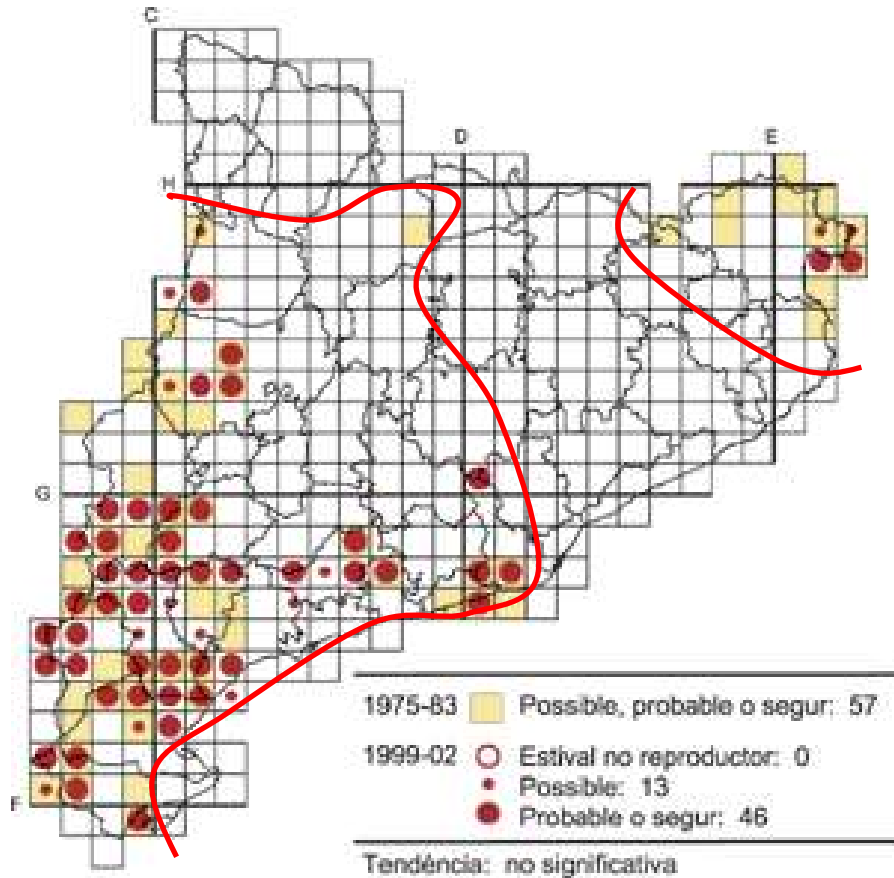 C
D
E
H
G
F
1975-83 Possible, probable o segur: 57
1999-02 Estival no reproductor: 0
Possible: 13
Probable o segur: 46
Tendència: no significativa